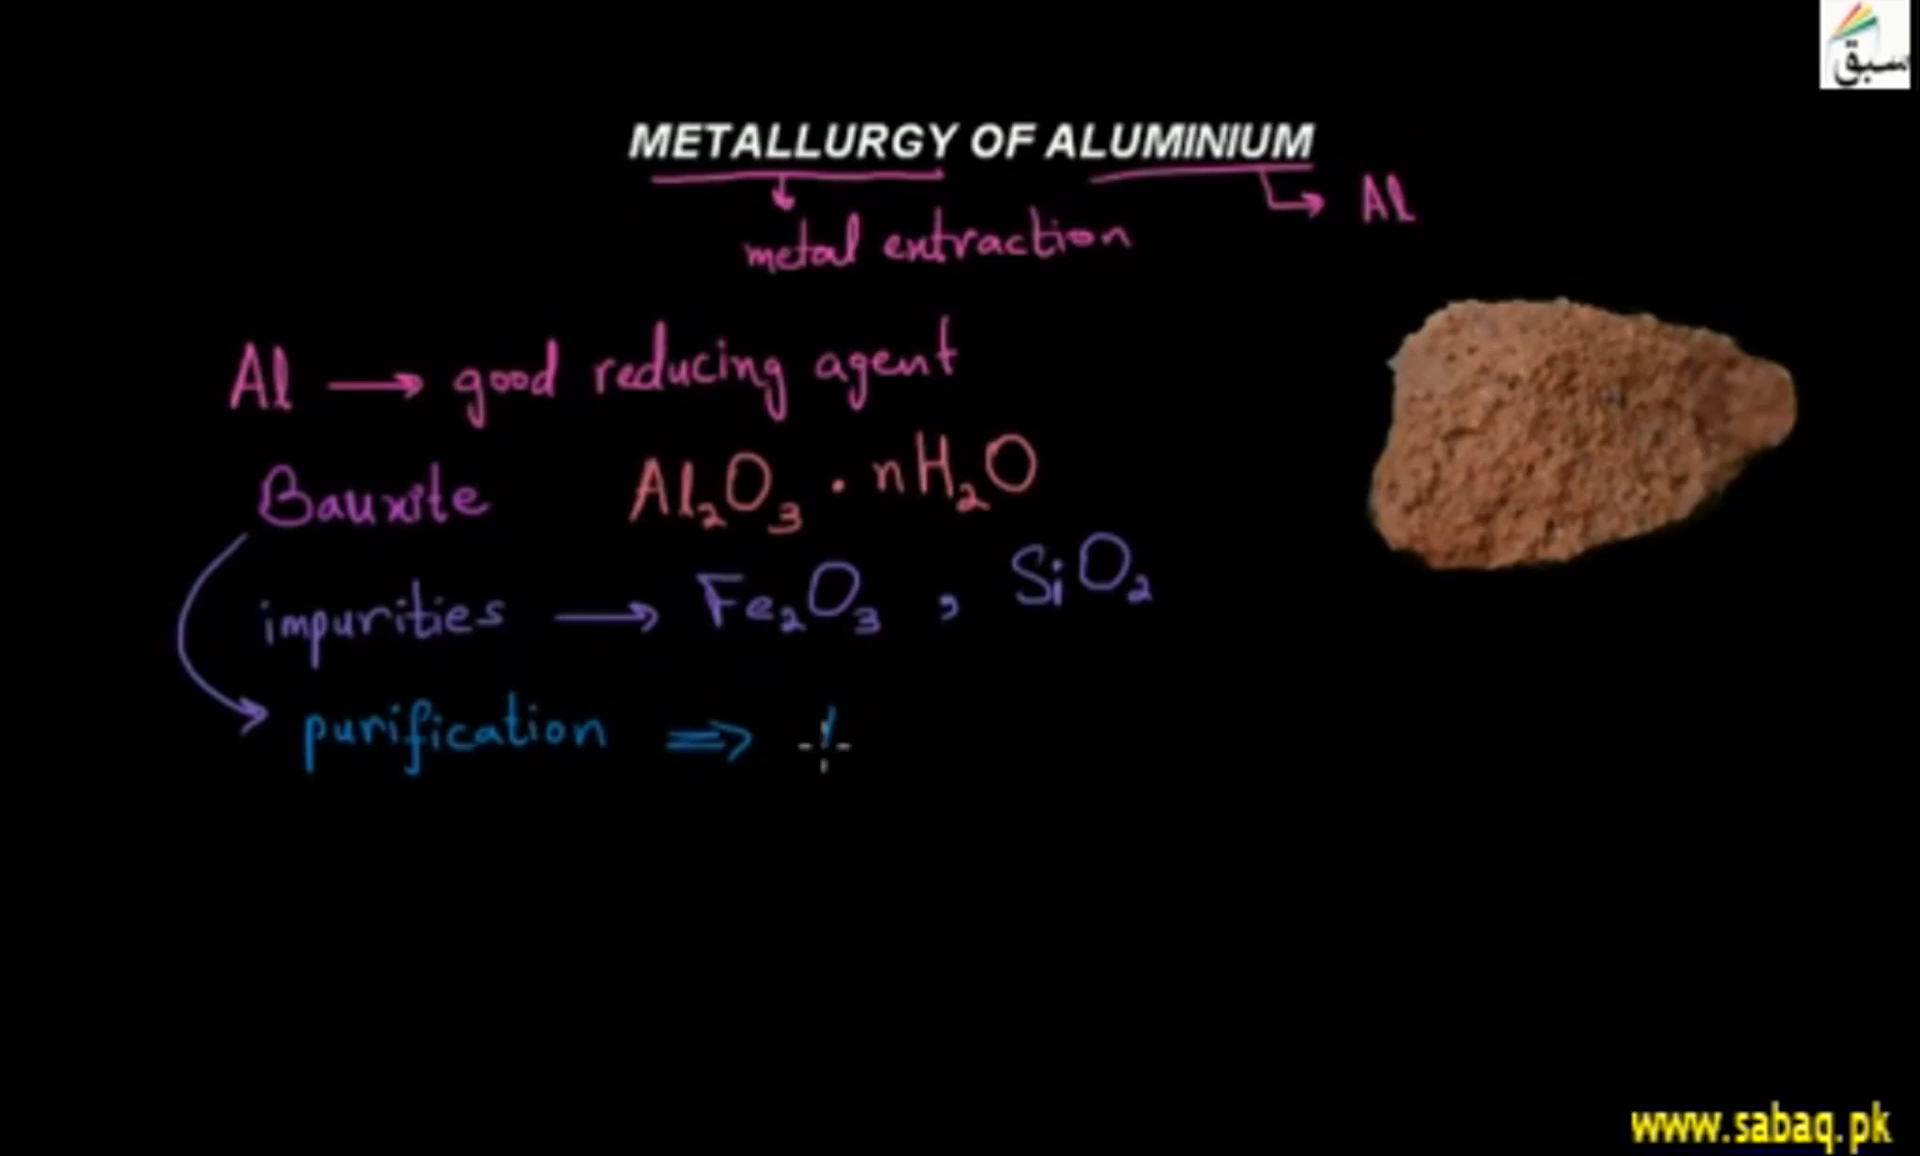 سبق
METALLURGY OF ALUMINIUM
Al
metal extraction
Al → good reducing agent
Bauxite Al₂O₃ · nH₂O
impurities → Fe₂O₃ , SiO₂
purification ⇒
www.sabaq.pk